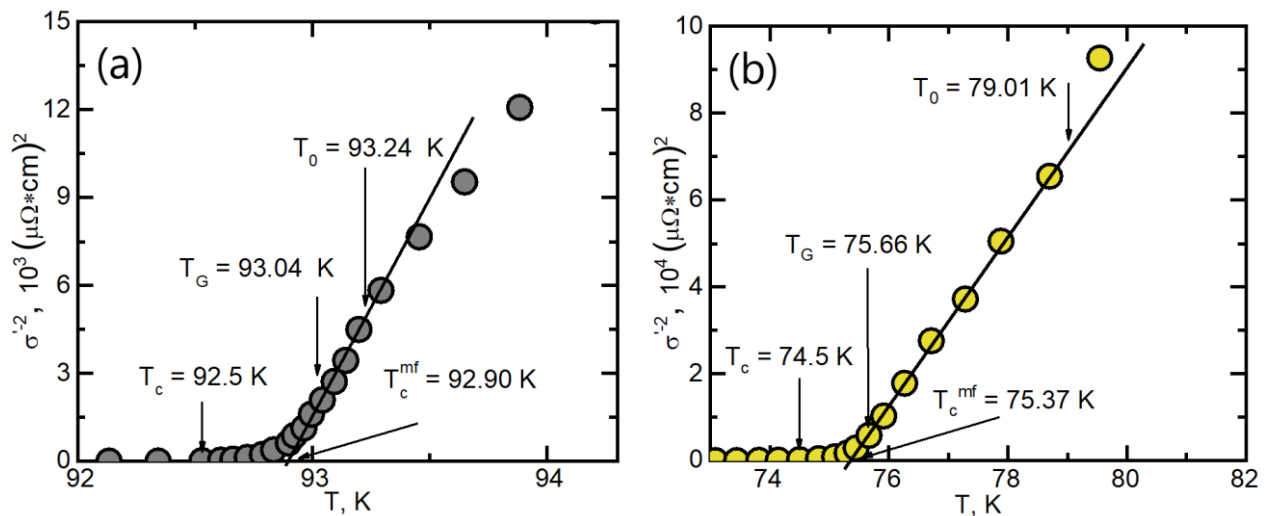 (a)
15
12
9
6
3
0
σ'⁻², 10³ (μΩ*cm)²
T₀ = 93.24 K
T_G = 93.04 K
T_c = 92.5 K
T_c^mf = 92.90 K
92 93 94
T, K
(b)
10
8
6
4
2
0
σ'⁻², 10⁴ (μΩ*cm)²
T₀ = 79.01 K
T_G = 75.66 K
T_c = 74.5 K
T_c^mf = 75.37 K
74 76 78 80 82
T, K